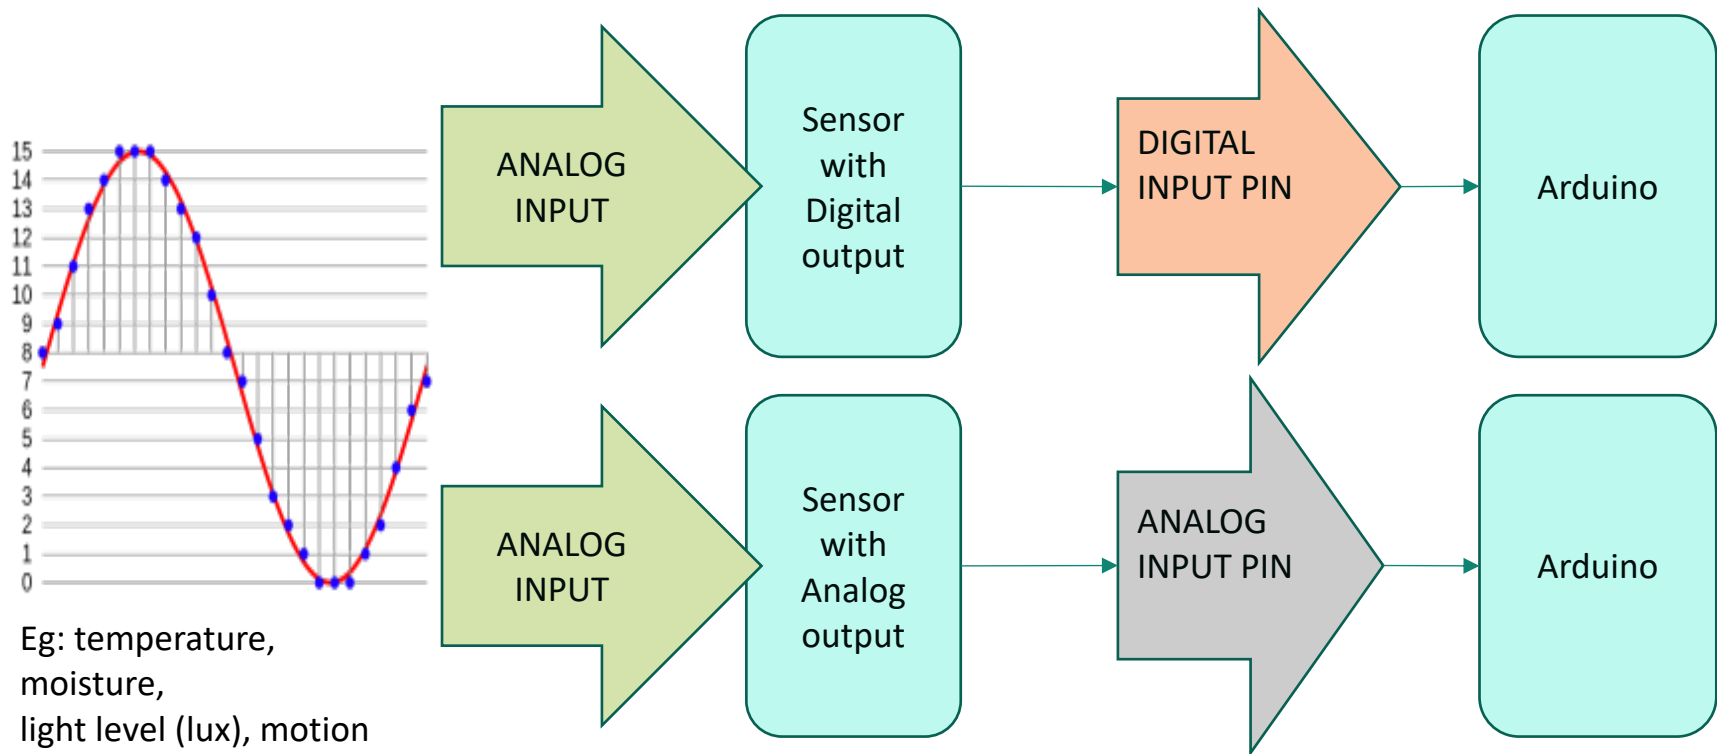 15
14
13
12
11
10
9
8
7
6
5
4
3
2
1
0
Eg: temperature,
moisture,
light level (lux), motion
ANALOG
INPUT
Sensor
with
Digital
output
DIGITAL
INPUT PIN
Arduino
ANALOG
INPUT
Sensor
with
Analog
output
ANALOG
INPUT PIN
Arduino